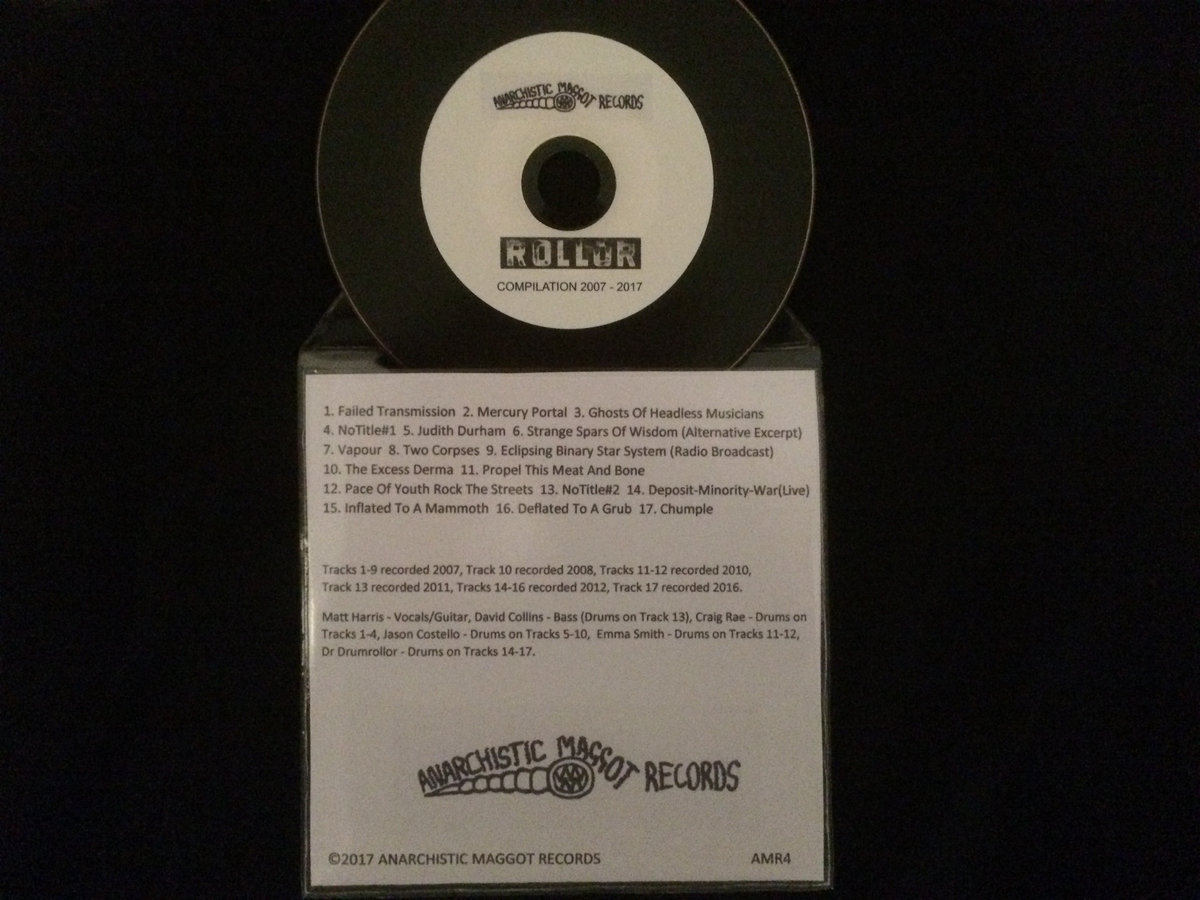 ANARCHISTIC MAGGOT RECORDS
ROLLOR
COMPILATION 2007 - 2017
1. Failed Transmission 2. Mercury Portal 3. Ghosts Of Headless Musicians
4. NoTitle#1 5. Judith Durham 6. Strange Spars Of Wisdom (Alternative Excerpt)
7. Vapour 8. Two Corpses 9. Eclipsing Binary Star System (Radio Broadcast)
10. The Excess Derma 11. Propel This Meat And Bone
12. Pace Of Youth Rock The Streets 13. NoTitle#2 14. Deposit-Minority-War(Live)
15. Inflated To A Mammoth 16. Deflated To A Grub 17. Chumple
Tracks 1-9 recorded 2007, Track 10 recorded 2008, Tracks 11-12 recorded 2010,
Track 13 recorded 2011, Tracks 14-16 recorded 2012, Track 17 recorded 2016.
Matt Harris - Vocals/Guitar, David Collins - Bass (Drums on Track 13), Craig Rae - Drums on
Tracks 1-4, Jason Costello - Drums on Tracks 5-10, Emma Smith - Drums on Tracks 11-12,
Dr Drumrollor - Drums on Tracks 14-17.
ANARCHISTIC MAGGOT RECORDS
©2017 ANARCHISTIC MAGGOT RECORDS AMR4